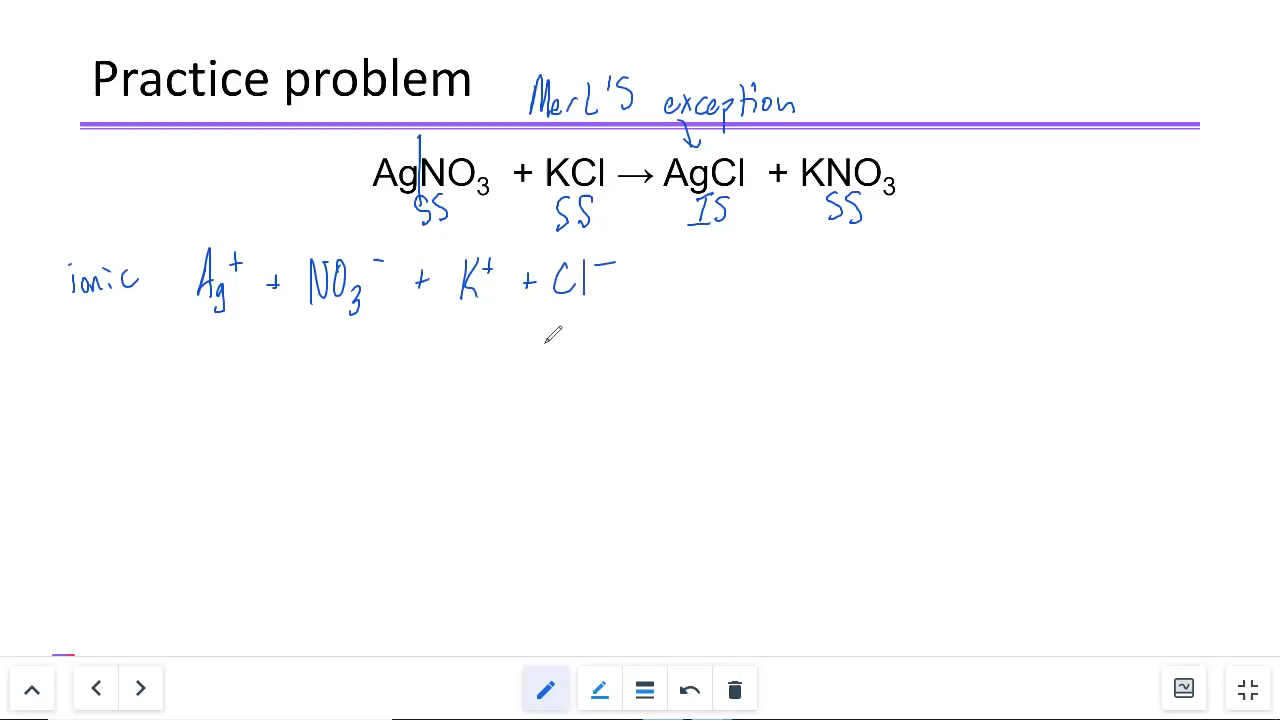 Practice problem
MerL'S exception
AgNO₃ + KCl → AgCl + KNO₃
SS SS IS SS
ionic Ag⁺ + NO₃⁻ + K⁺ + Cl⁻